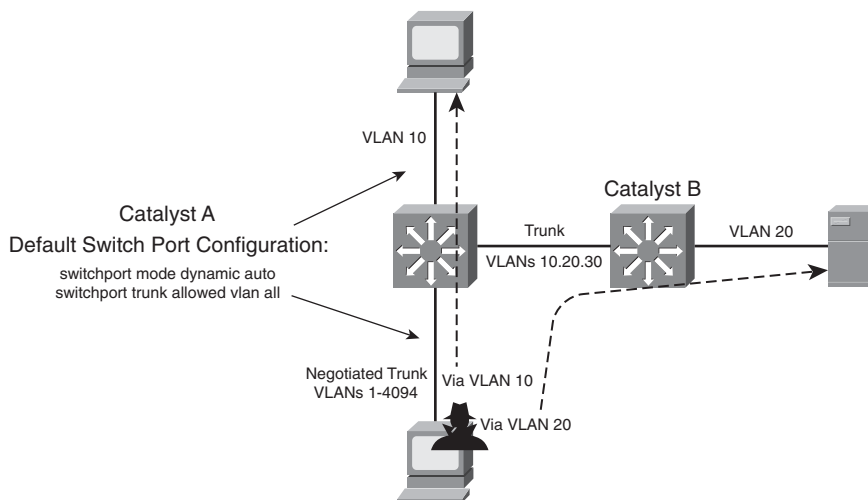 VLAN 10
Catalyst A
Default Switch Port Configuration:
switchport mode dynamic auto
switchport trunk allowed vlan all
Catalyst B
Trunk
VLANs 10.20.30
VLAN 20
Negotiated Trunk
VLANs 1-4094
Via VLAN 10
Via VLAN 20